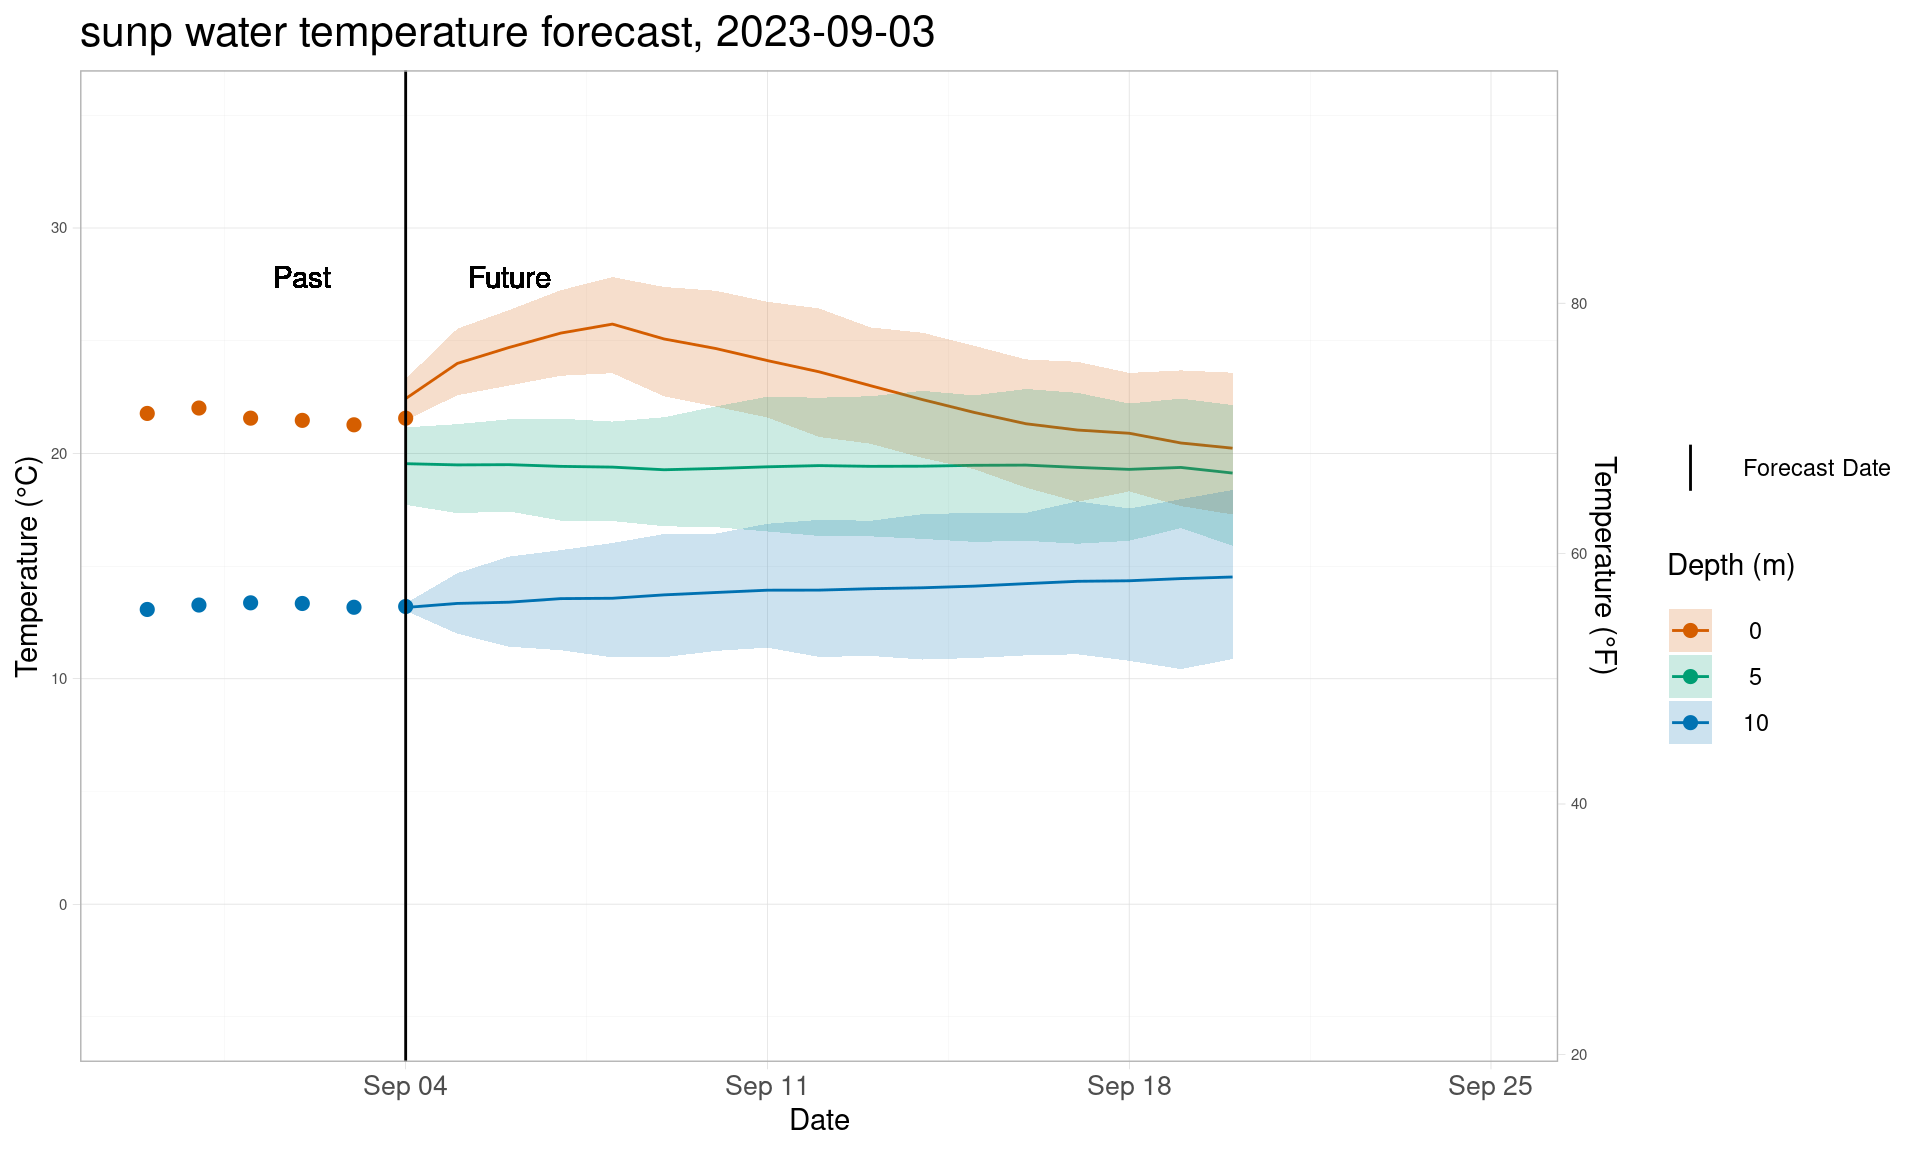 sunp water temperature forecast, 2023-09-03
Temperature (°C)
30
20
10
0
Past
Future
80
60
40
20
Temperature (°F)
Sep 04
Sep 11
Sep 18
Sep 25
Date
Forecast Date
Depth (m)
0
5
10